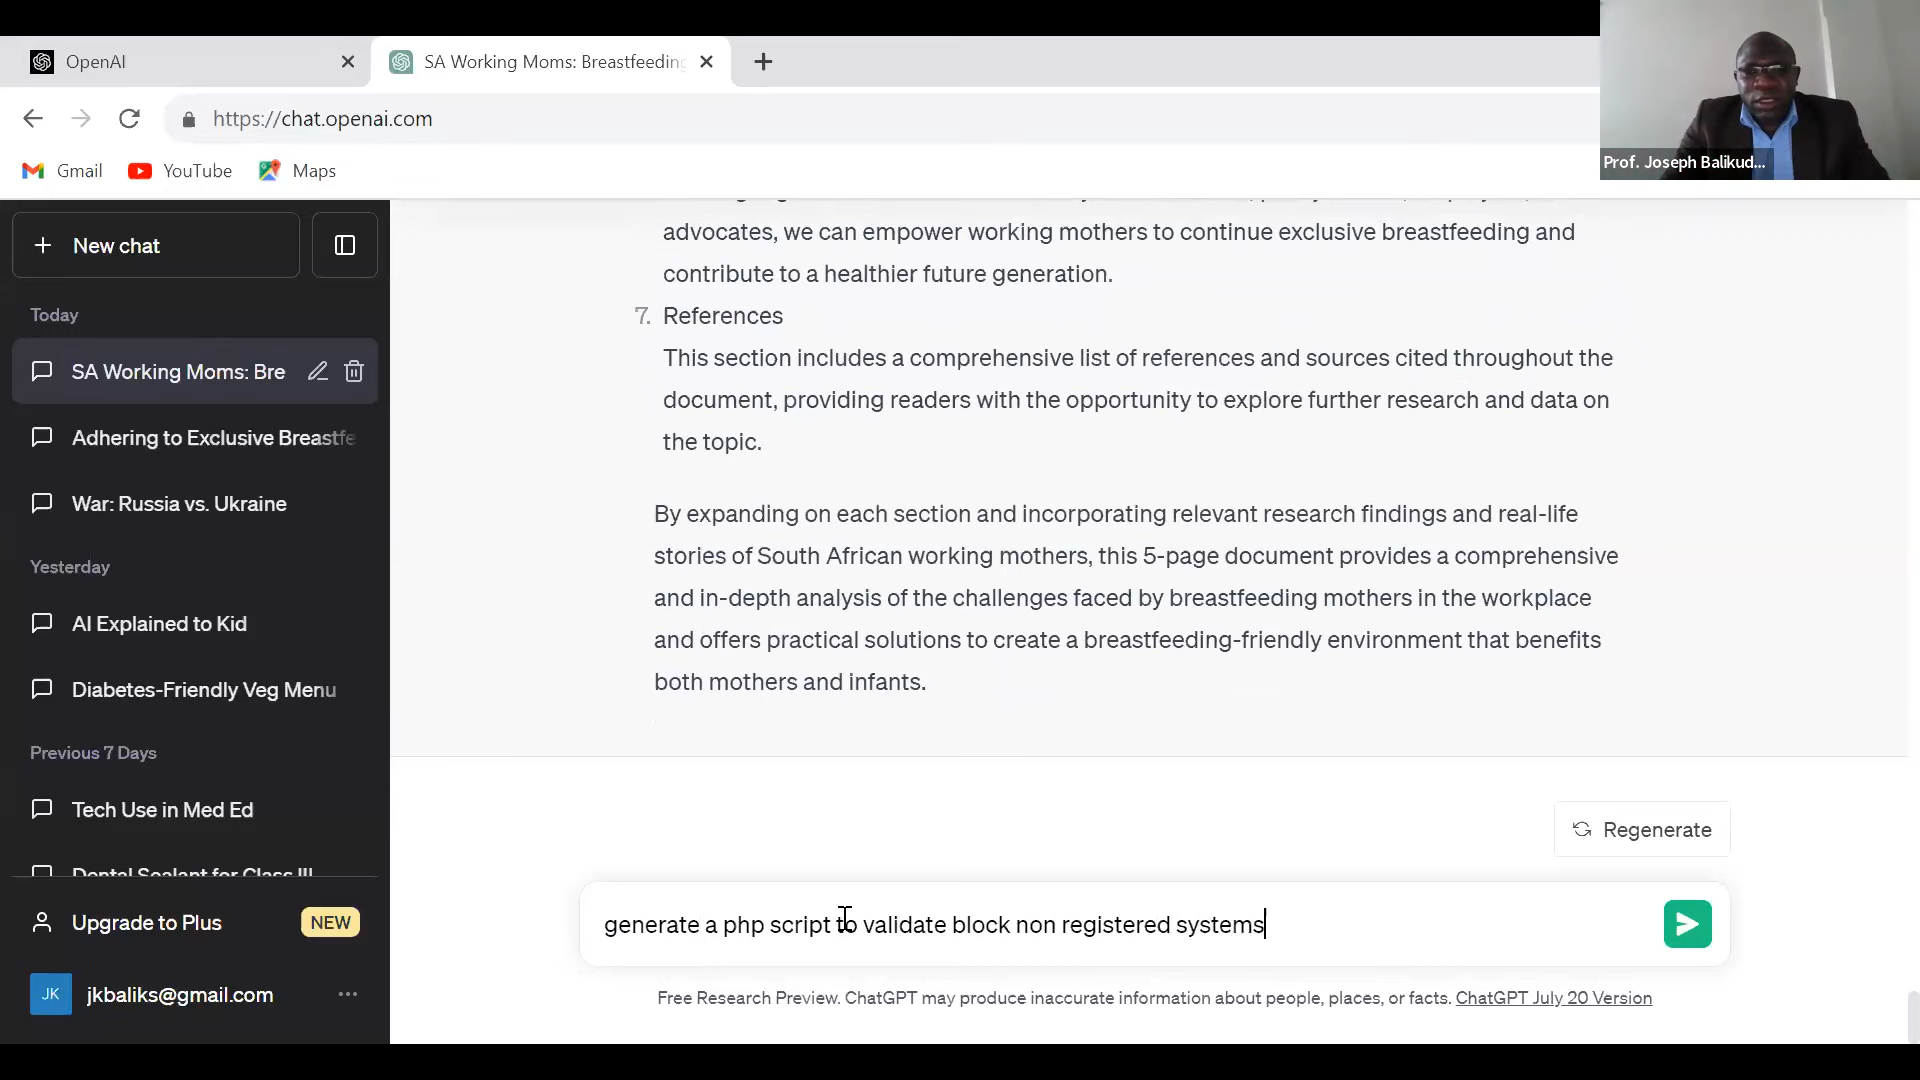 OpenAI
SA Working Moms: Breastfeeding
https://chat.openai.com
Prof. Joseph Balikud...
Gmail
YouTube
Maps
New chat
Today
SA Working Moms: Bre
Adhering to Exclusive Breastfe
War: Russia vs. Ukraine
Yesterday
AI Explained to Kid
Diabetes-Friendly Veg Menu
Previous 7 Days
Tech Use in Med Ed
Dental Sealant for Class III
Upgrade to Plus
NEW
JK
jkbaliks@gmail.com
advocates, we can empower working mothers to continue exclusive breastfeeding and
contribute to a healthier future generation.
7. References
This section includes a comprehensive list of references and sources cited throughout the
document, providing readers with the opportunity to explore further research and data on
the topic.
By expanding on each section and incorporating relevant research findings and real-life
stories of South African working mothers, this 5-page document provides a comprehensive
and in-depth analysis of the challenges faced by breastfeeding mothers in the workplace
and offers practical solutions to create a breastfeeding-friendly environment that benefits
both mothers and infants.
Regenerate
generate a php script to validate block non registered systems
Free Research Preview. ChatGPT may produce inaccurate information about people, places, or facts. ChatGPT July 20 Version